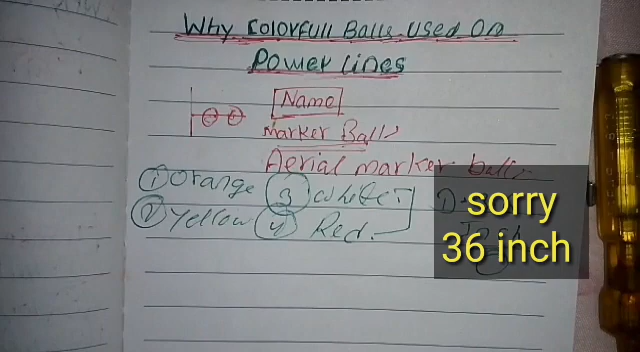 Why Colorfull Balls Used On
Power lines
Name
Marker Balls
Aerial marker balls
① Orange ③ White
② Yellow ④ Red.
sorry
36 inch